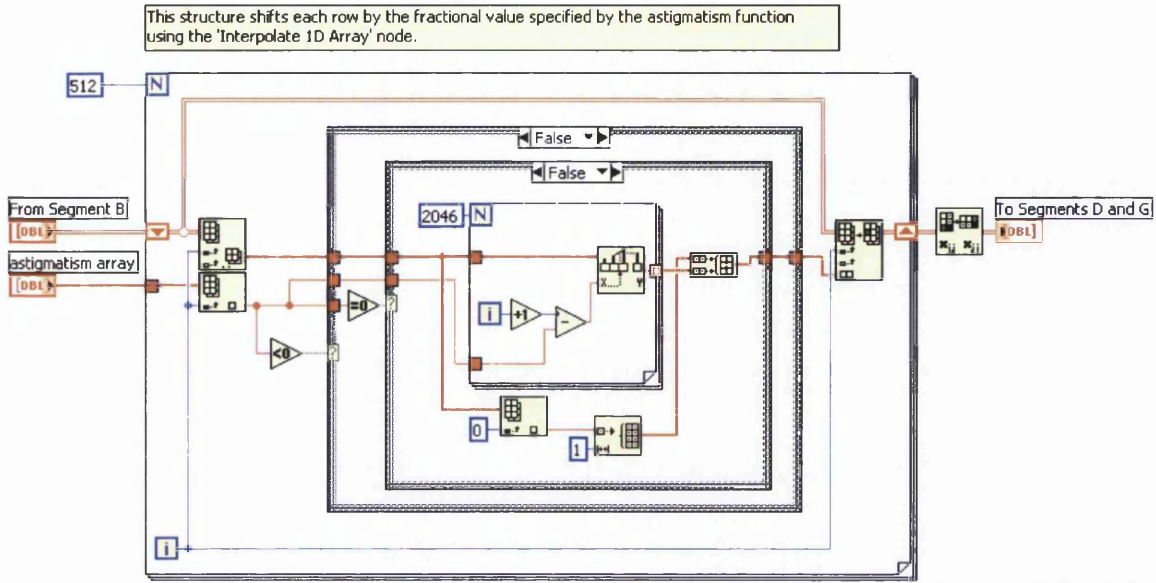 This structure shifts each row by the fractional value specified by the astigmatism function
using the 'Interpolate 1D Array' node.
512
N
False
False
2046
N
From Segment B
[DBL]
astigmatism array
[DBL]
To Segments D and G
[DBL]
=0
?
<0
?
i
+1
-
X
Y
0
1
i